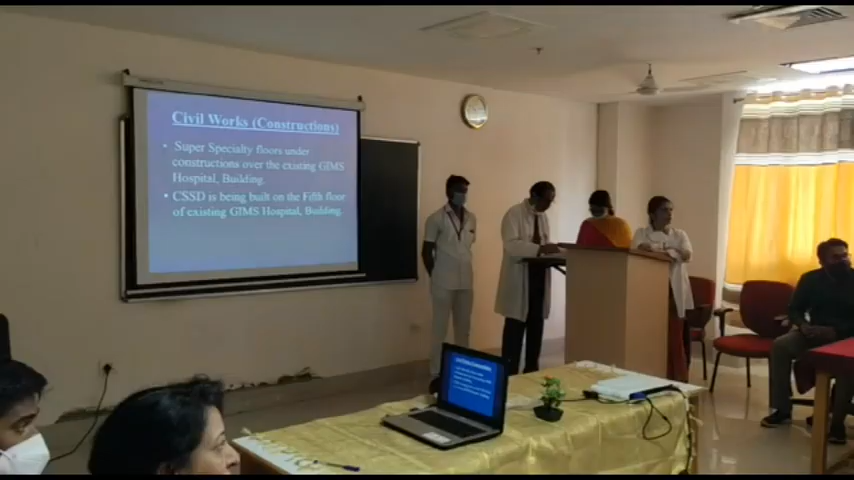 Civil Works (Constructions)
• Super Specialty floors under
constructions over the existing GIMS
Hospital, Building.
• CSSD is being built on the Fifth floor
of existing GIMS Hospital, Building.